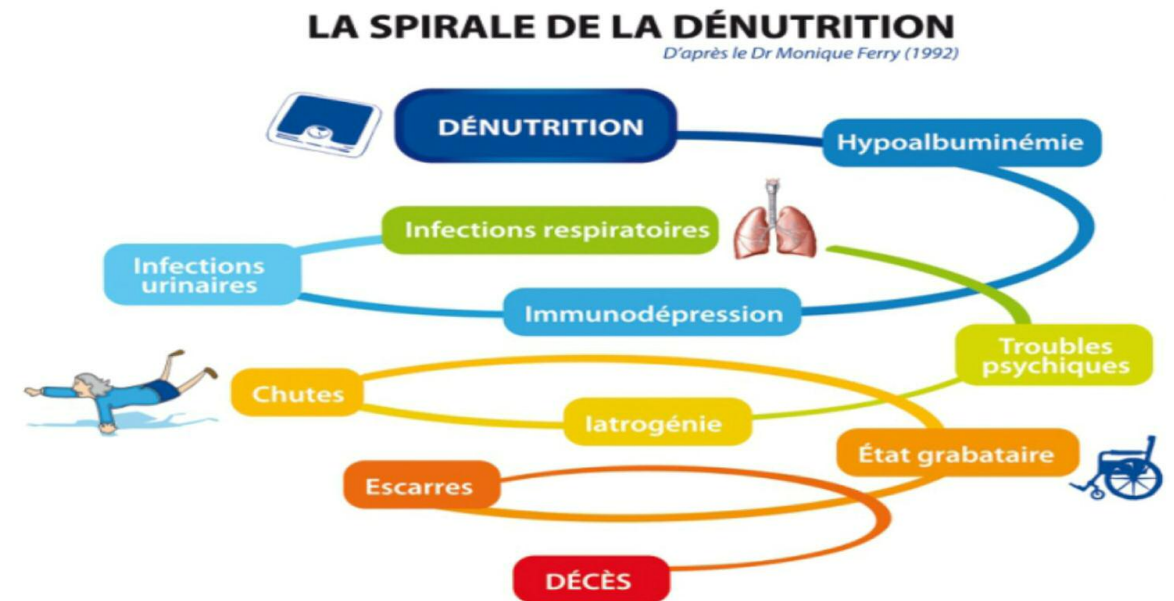 LA SPIRALE DE LA DÉNUTRITION
D'après le Dr Monique Ferry (1992)
DÉNUTRITION
Hypoalbuminémie
Infections respiratoires
Infections
urinaires
Immunodépression
Troubles
psychiques
Chutes
Iatrogénie
État grabataire
Escarres
DÉCÈS